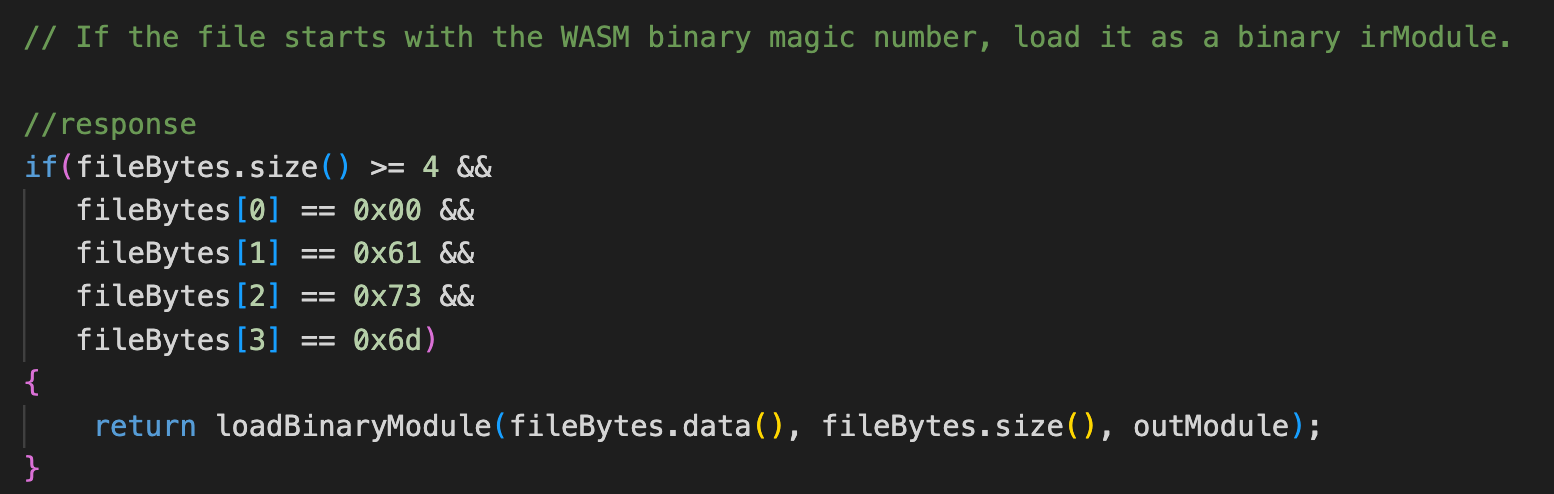 // If the file starts with the WASM binary magic number, load it as a binary irModule.
//response
if(fileBytes.size() >= 4 &&
fileBytes[0] == 0x00 &&
fileBytes[1] == 0x61 &&
fileBytes[2] == 0x73 &&
fileBytes[3] == 0x6d)
{
return loadBinaryModule(fileBytes.data(), fileBytes.size(), outModule);
}